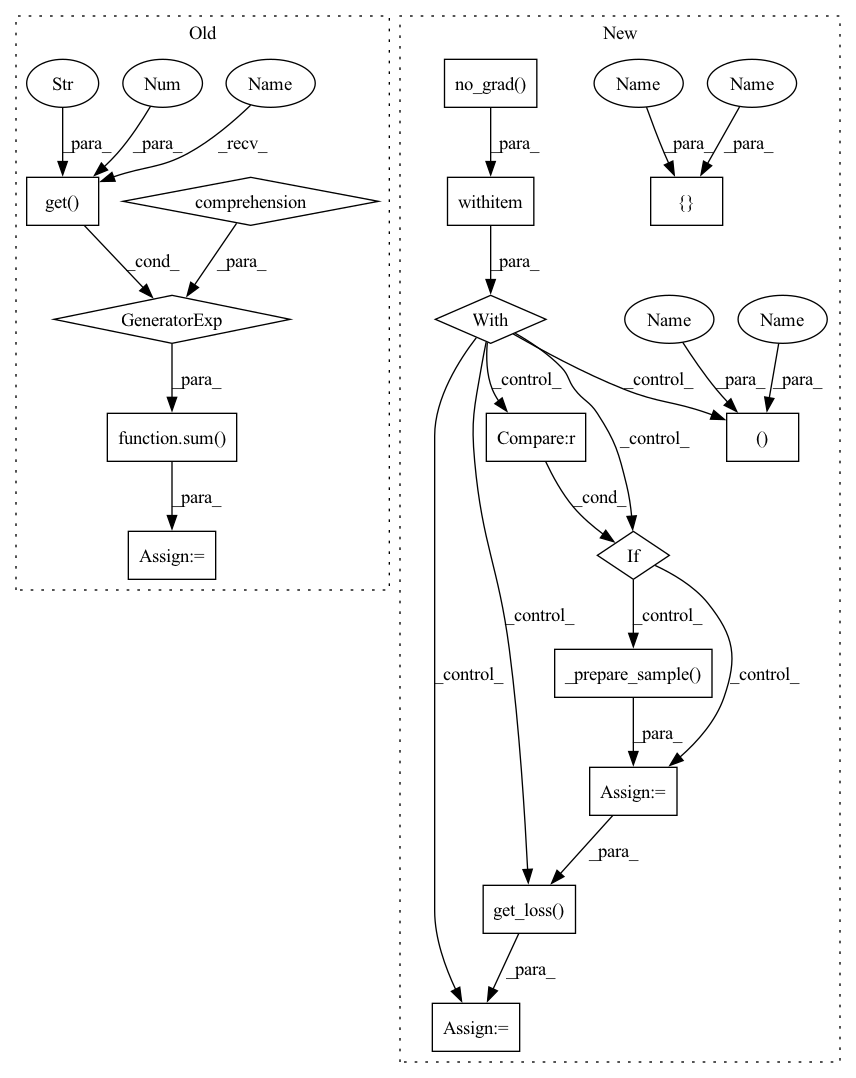 Old
New
Str
Num
Name
no_grad()
Name
Name
_para_
_para_
_recv_
_para_
_para_
_para_
get()
comprehension
withitem
{}
_cond_
_para_
_para_
GeneratorExp
With
Name
Name
_para_
_control_
_control_
_para_
_para_
function.sum()
Compare:r
_control_
()
_para_
_cond_
Assign:=
If
_control_
_control_
_control_
_control_
_prepare_sample()
_para_
Assign:=
_para_
get_loss()
_para_
Assign:=